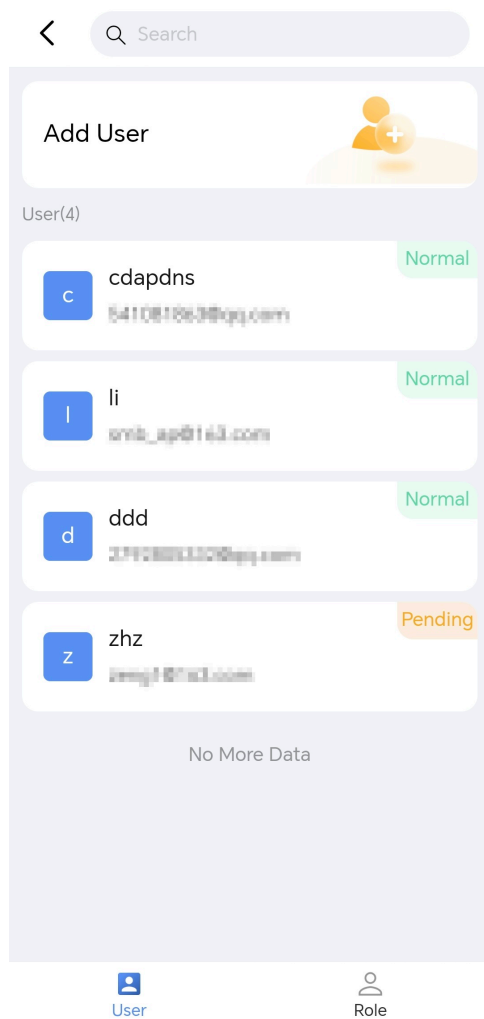 Search
Add User
User(4)
Normal
c
cdapdns
Normal
l
li
Normal
d
ddd
Pending
z
zhz
No More Data
User
Role